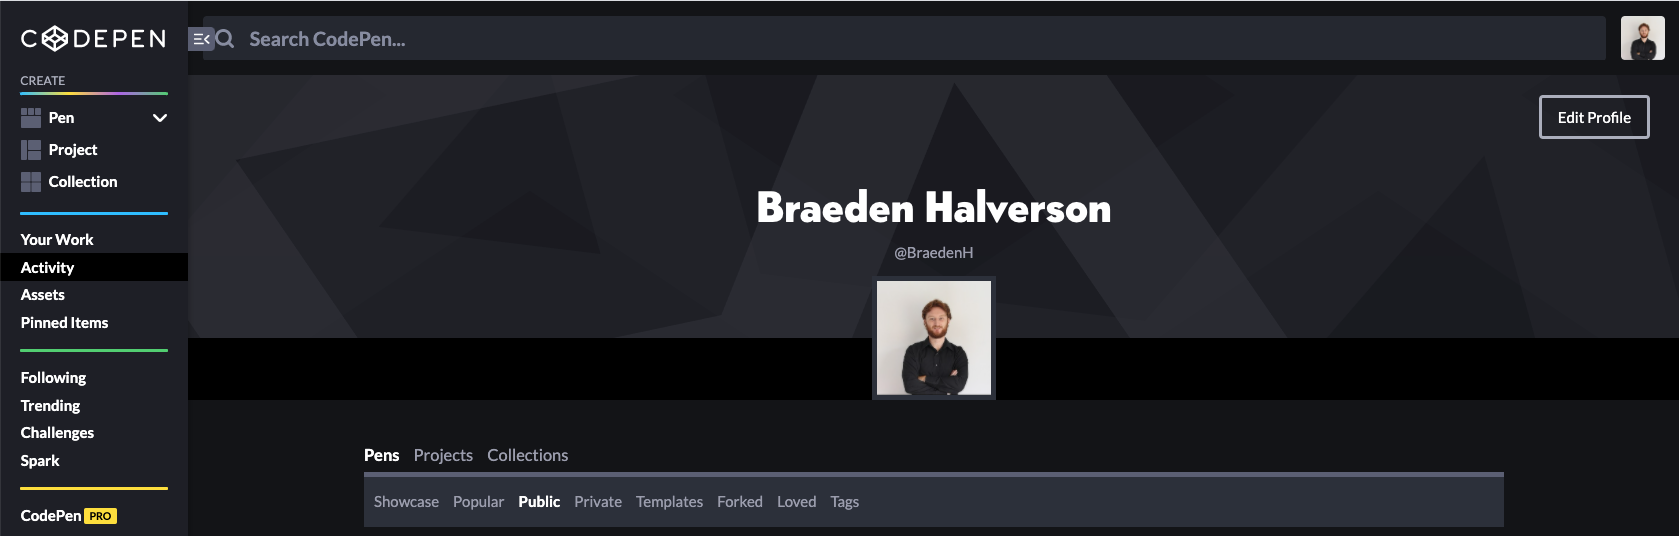 CODEPEN
Search CodePen...
CREATE
Pen
Project
Collection
Your Work
Activity
Assets
Pinned Items
Following
Trending
Challenges
Spark
CodePen PRO
Edit Profile
Braeden Halverson
@BraedenH
Pens Projects Collections
Showcase Popular Public Private Templates Forked Loved Tags